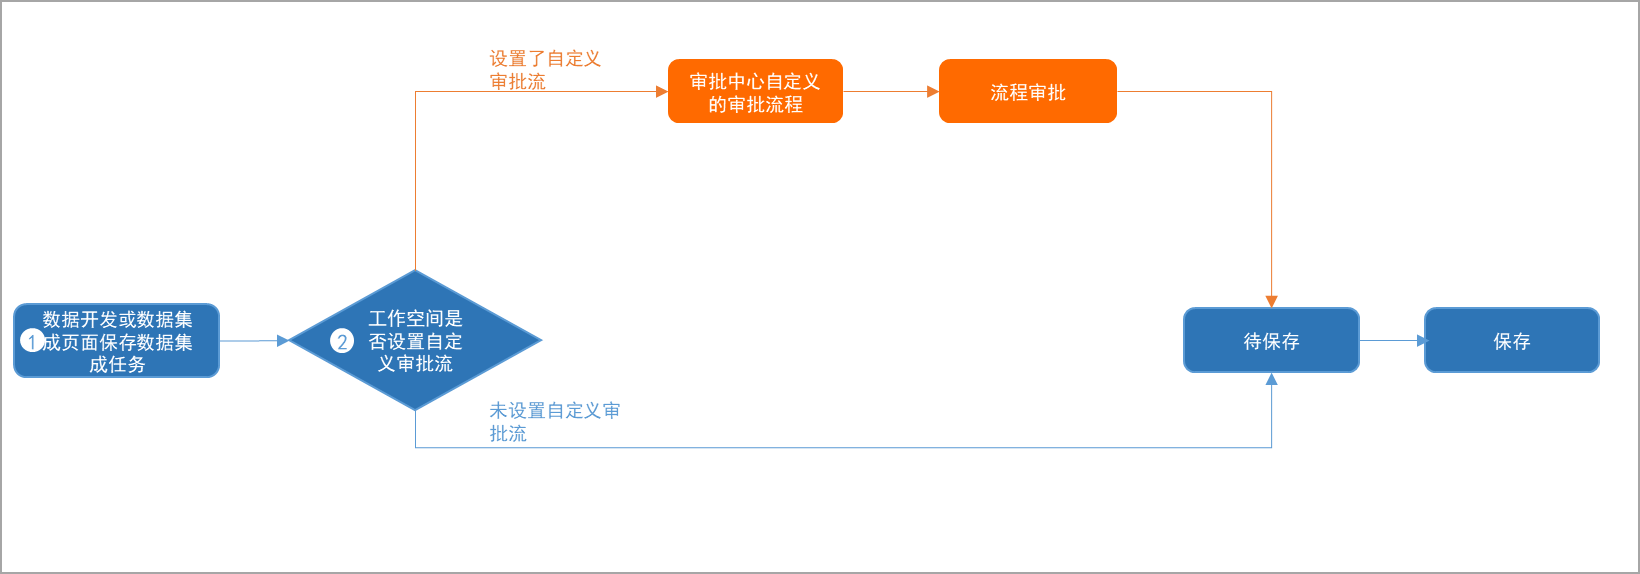 设置了自定义
审批流
审批中心自定义
的审批流程
流程审批
数据开发或数据集
1
成页面保存数据集
成任务
工作空间是
2
否设置自定
义审批流
待保存
保存
未设置自定义审
批流